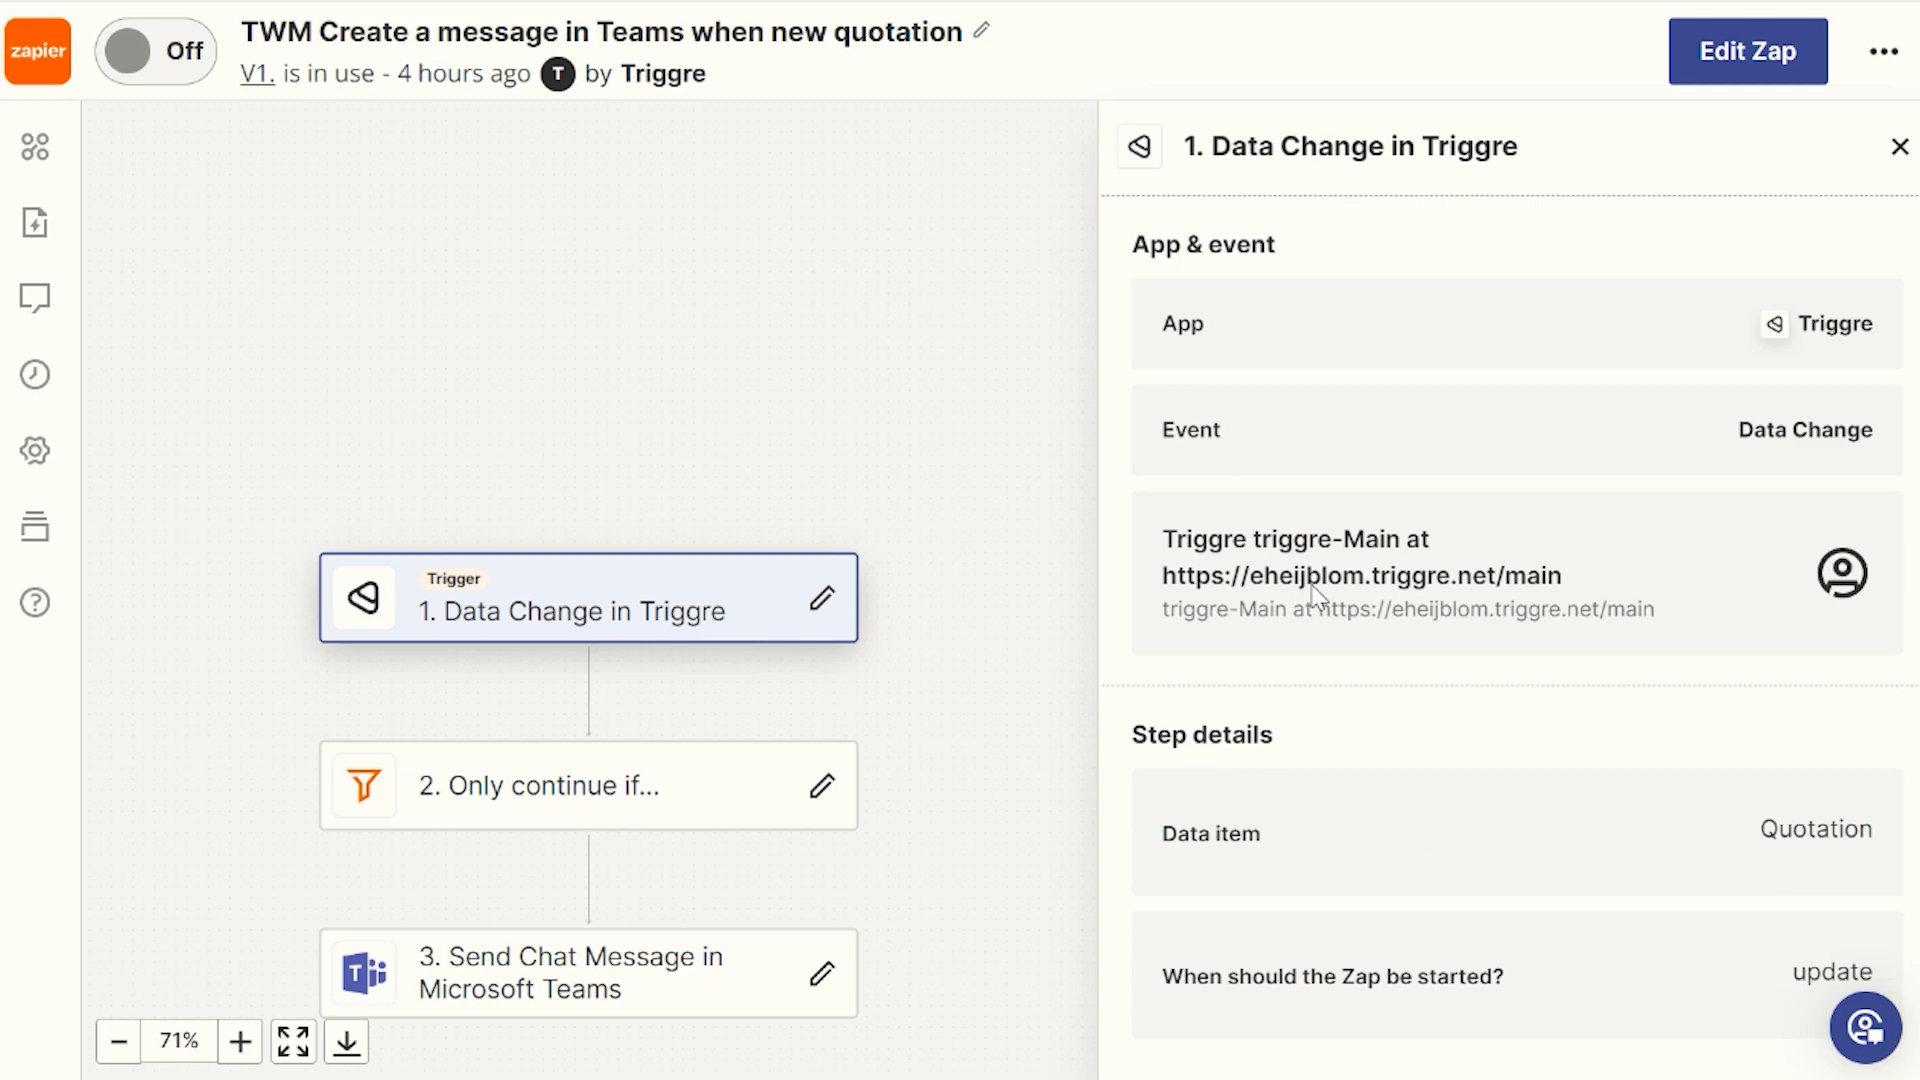 zapier
Off
TWM Create a message in Teams when new quotation
V1. is in use - 4 hours ago T by Triggre
Edit Zap
1. Data Change in Triggre
App & event
App
Triggre
Event
Data Change
Triggre triggre-Main at
https://eheijblom.triggre.net/main
triggre-Main at https://eheijblom.triggre.net/main
Step details
Data item
Quotation
When should the Zap be started?
update
Trigger
1. Data Change in Triggre
2. Only continue if...
3. Send Chat Message in
Microsoft Teams
71%